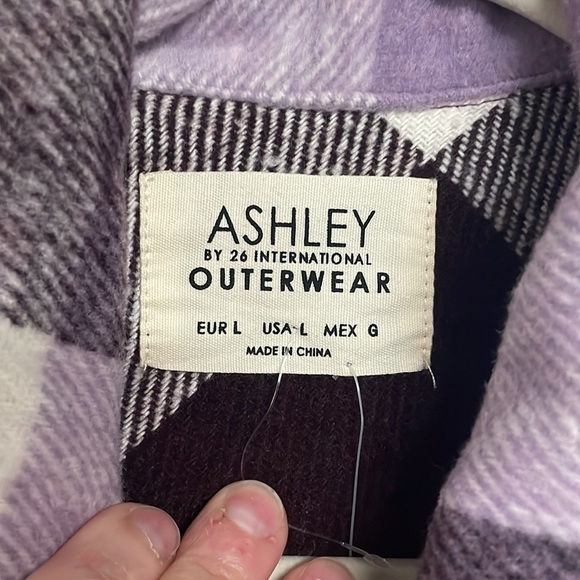 ASHLEY
BY 26 INTERNATIONAL
OUTERWEAR
EUR L USA L MEX G
MADE IN CHINA